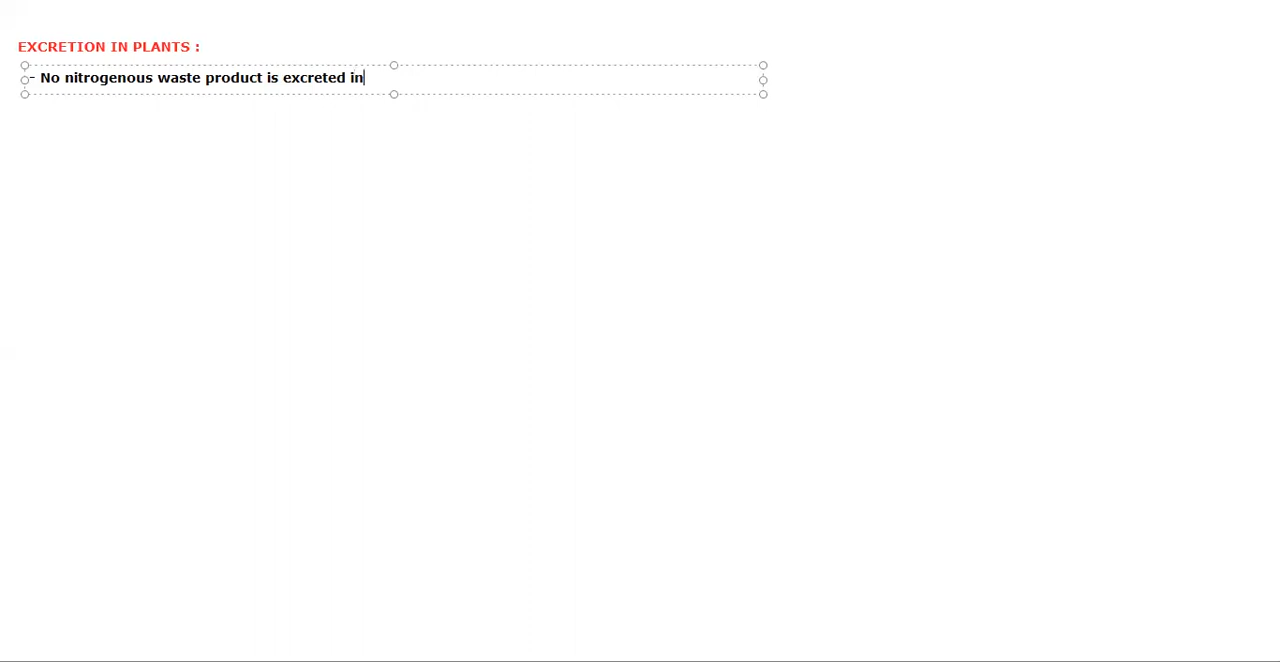 EXCRETION IN PLANTS :
- No nitrogenous waste product is excreted in